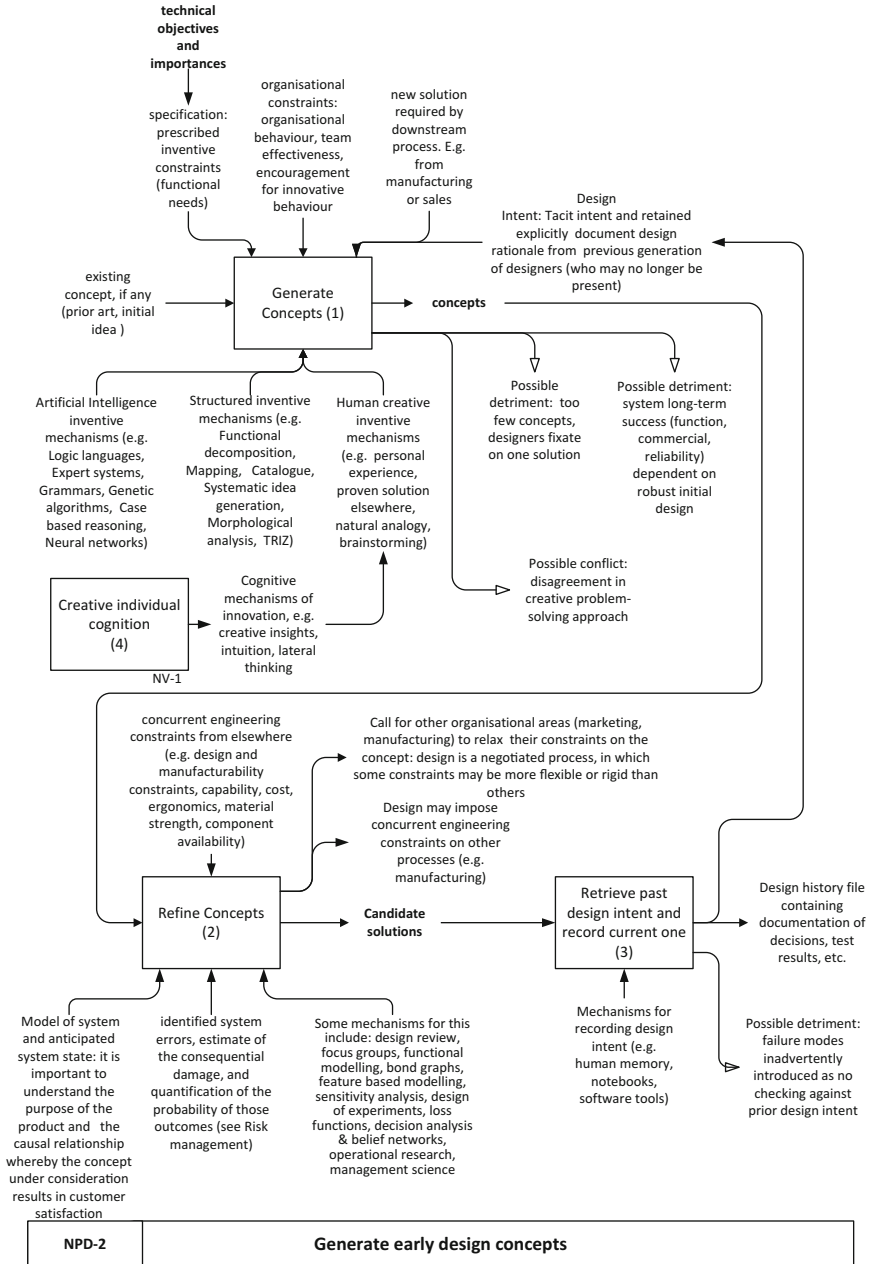 technical
objectives
and
importances
specification:
prescribed
inventive
constraints
(functional
needs)
organisational
constraints:
organisational
behaviour, team
effectiveness,
encouragement
for innovative
behaviour
new solution
required by
downstream
process. E.g.
from
manufacturing
or sales
Design
Intent: Tacit intent and retained
explicitly document design
rationale from previous generation
of designers (who may no longer be
present)
existing
concept, if any
(prior art, initial
idea )
Generate
Concepts (1)
concepts
Artificial Intelligence
inventive
mechanisms (e.g.
Logic languages,
Expert systems,
Grammars, Genetic
algorithms, Case
based reasoning,
Neural networks)
Structured inventive
mechanisms (e.g.
Functional
decomposition,
Mapping, Catalogue,
Systematic idea
generation,
Morphological
analysis, TRIZ)
Human creative
inventive
mechanisms
(e.g. personal
experience,
proven solution
elsewhere,
natural analogy,
brainstorming)
Possible
detriment: too
few concepts,
designers fixate
on one solution
Possible detriment:
system long-term
success (function,
commercial,
reliability)
dependent on
robust initial
design
Possible conflict:
disagreement in
creative problem-
solving approach
Creative individual
cognition
(4)
NV-1
Cognitive
mechanisms of
innovation, e.g.
creative insights,
intuition, lateral
thinking
concurrent engineering
constraints from elsewhere
(e.g. design and
manufacturability
constraints, capability, cost,
ergonomics, material
strength, component
availability)
Call for other organisational areas (marketing,
manufacturing) to relax their constraints on the
concept: design is a negotiated process, in which
some constraints may be more flexible or rigid than
others
Design may impose
concurrent engineering
constraints on other
processes (e.g.
manufacturing)
Refine Concepts
(2)
Candidate
solutions
Retrieve past
design intent and
record current one
(3)
Design history file
containing
documentation of
decisions, test
results, etc.
Model of system
and anticipated
system state: it is
important to
understand the
purpose of the
product and the
causal relationship
whereby the concept
under consideration
results in customer
satisfaction
identified system
errors, estimate of
the consequential
damage, and
quantification of the
probability of those
outcomes (see Risk
management)
Some mechanisms for this
include: design review,
focus groups, functional
modelling, bond graphs,
feature based modelling,
sensitivity analysis, design
of experiments, loss
functions, decision analysis
& belief networks,
operational research,
management science
Mechanisms for
recording design
intent (e.g.
human memory,
notebooks,
software tools)
Possible detriment:
failure modes
inadvertently
introduced as no
checking against
prior design intent
NPD-2
Generate early design concepts